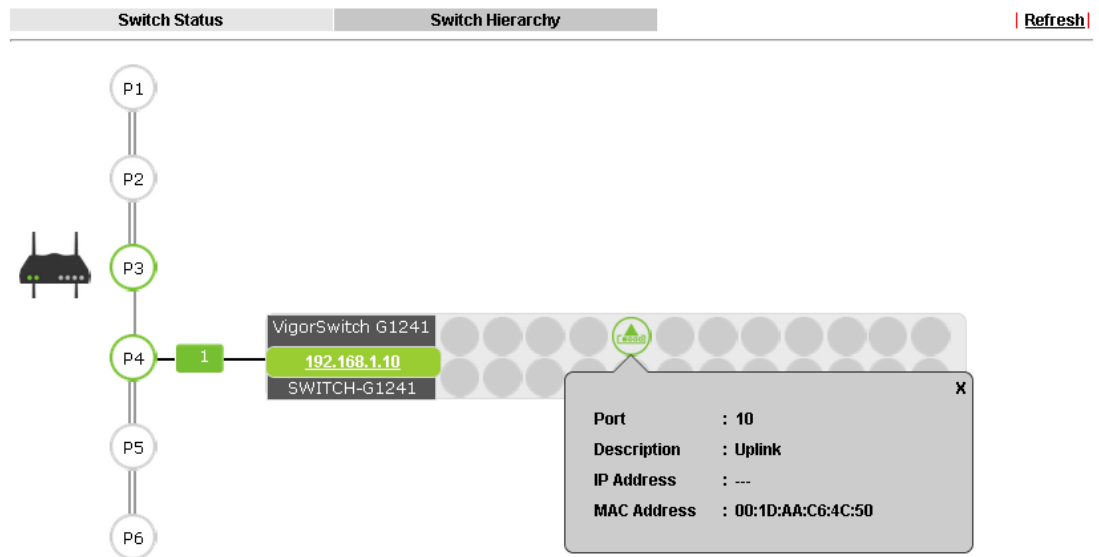 Switch Status
Switch Hierarchy
| Refresh |
P1
P2
P3
P4
1
VigorSwitch G1241
192.168.1.10
SWITCH-G1241
X
Port : 10
Description : Uplink
IP Address : ---
MAC Address : 00:1D:AA:C6:4C:50
P5
P6